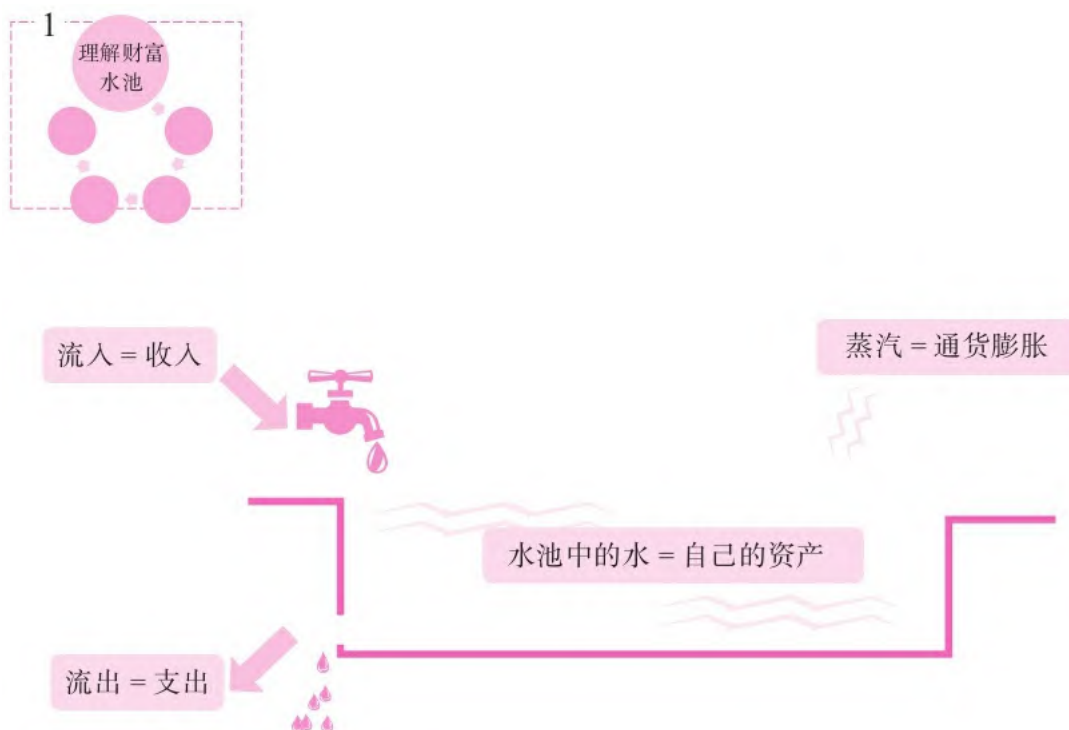 1
理解财富
水池
流入 = 收入
蒸汽 = 通货膨胀
水池中的水 = 自己的资产
流出 = 支出